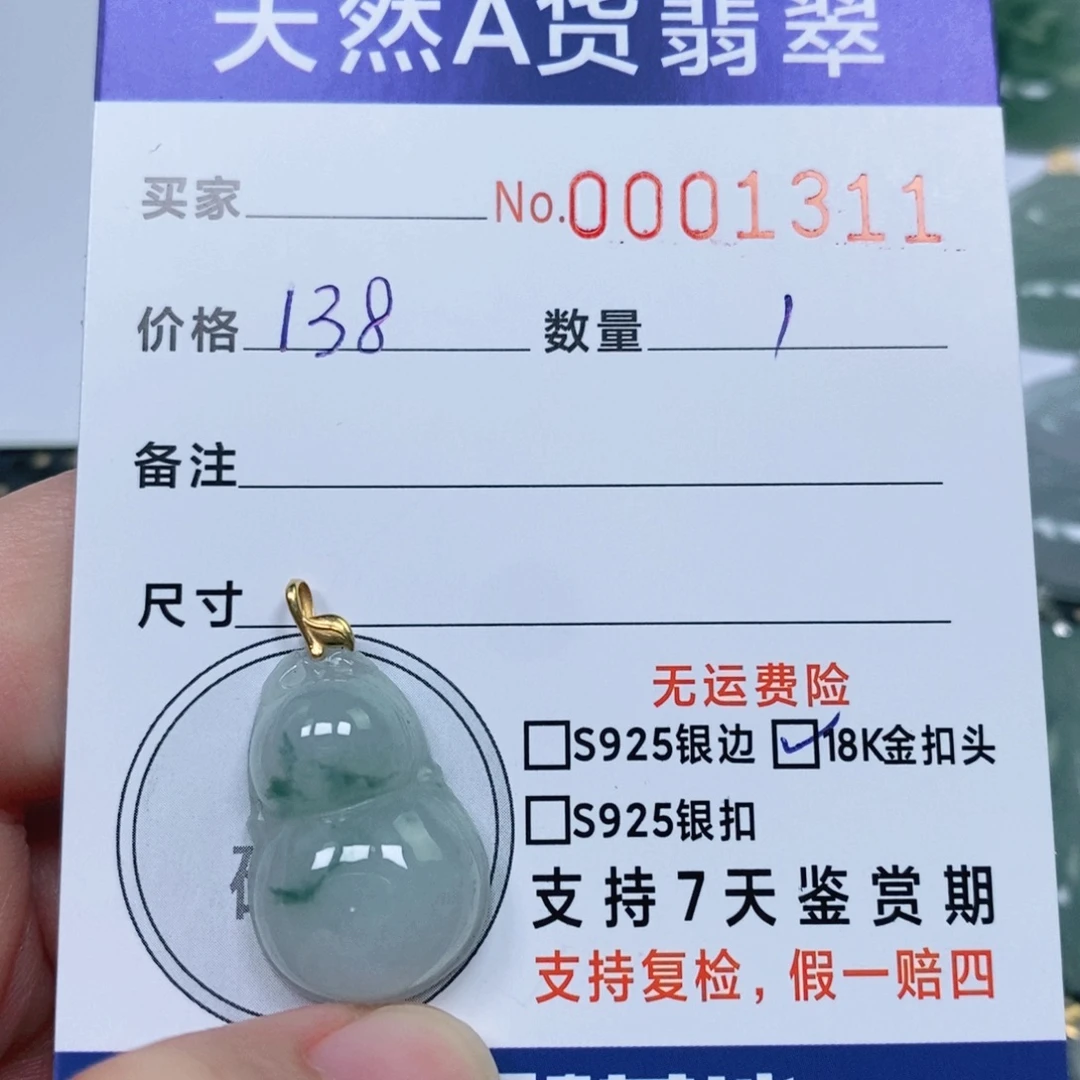 天然A货翡翠
买家 No.0001311
价格 138 数量 1
备注
尺寸
无运费险
S925银边 18K金扣头
S925银扣
支持7天鉴赏期
支持复检，假一赔四